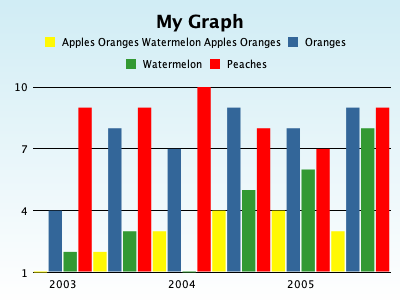 My Graph
Apples Oranges Watermelon Apples Oranges Oranges
Watermelon Peaches
10
7
4
1
2003 2004 2005